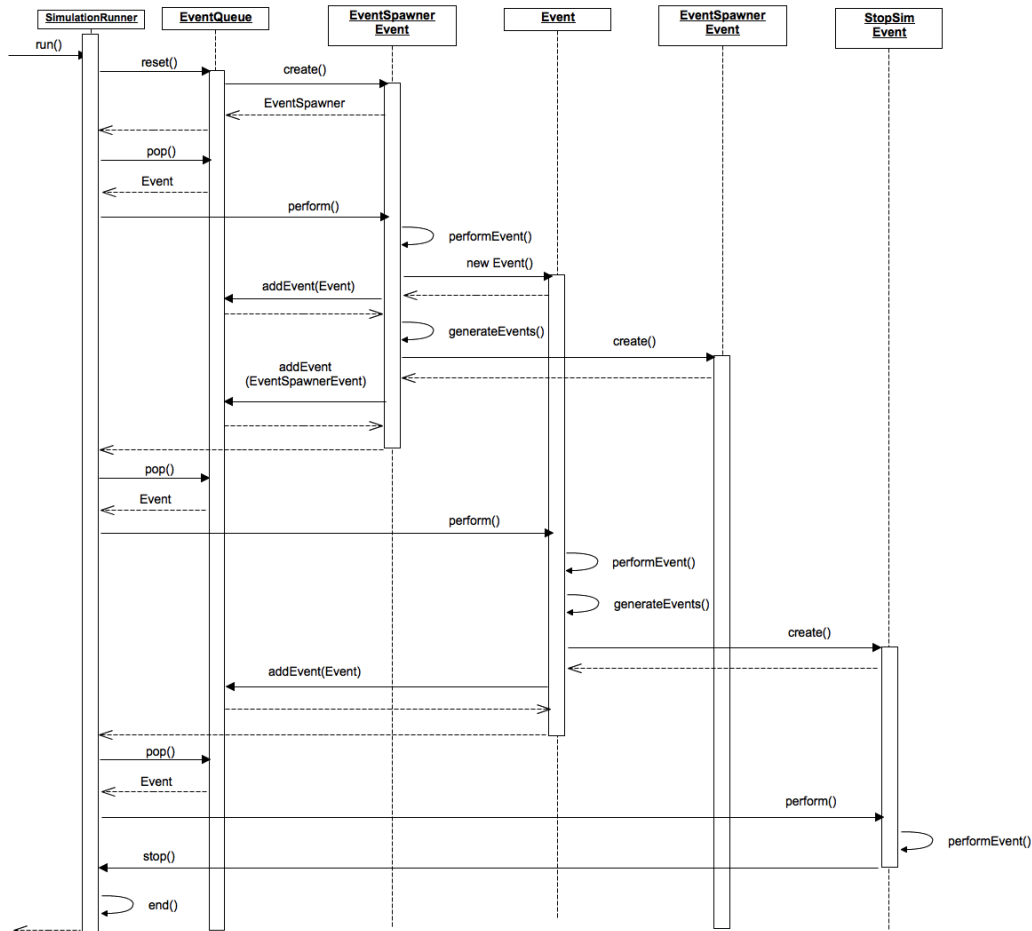 SimulationRunner
EventQueue
EventSpawner
Event
Event
EventSpawner
Event
StopSim
Event
run()
reset()
create()
EventSpawner
pop()
Event
perform()
performEvent()
new Event()
addEvent(Event)
generateEvents()
create()
addEvent
(EventSpawnerEvent)
pop()
Event
perform()
performEvent()
generateEvents()
create()
addEvent(Event)
pop()
Event
perform()
performEvent()
stop()
end()